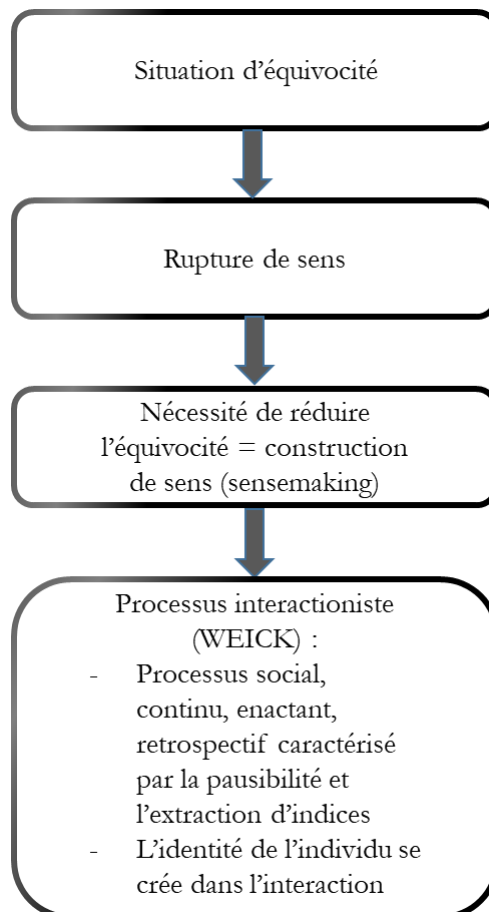 Situation d’équivocité
Rupture de sens
Nécessité de réduire
l’équivocité = construction
de sens (sensemaking)
Processus interactioniste
(WEICK) :
- Processus social,
continu, enactant,
retrospectif caractérisé
par la pausibilité et
l’extraction d’indices
- L’identité de l’individu se
crée dans l’interaction